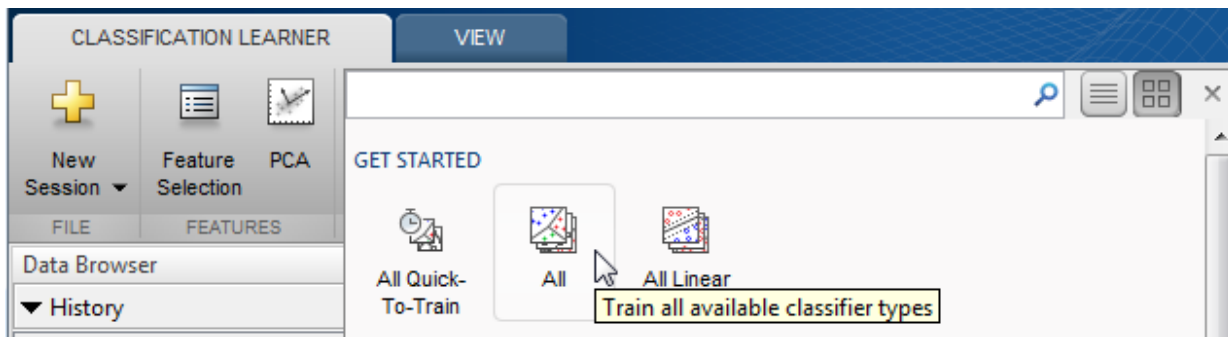 CLASSIFICATION LEARNER
VIEW
New
Session
Feature
Selection
PCA
FILE
FEATURES
GET STARTED
All Quick-
To-Train
All
All Linear
Train all available classifier types
Data Browser
History